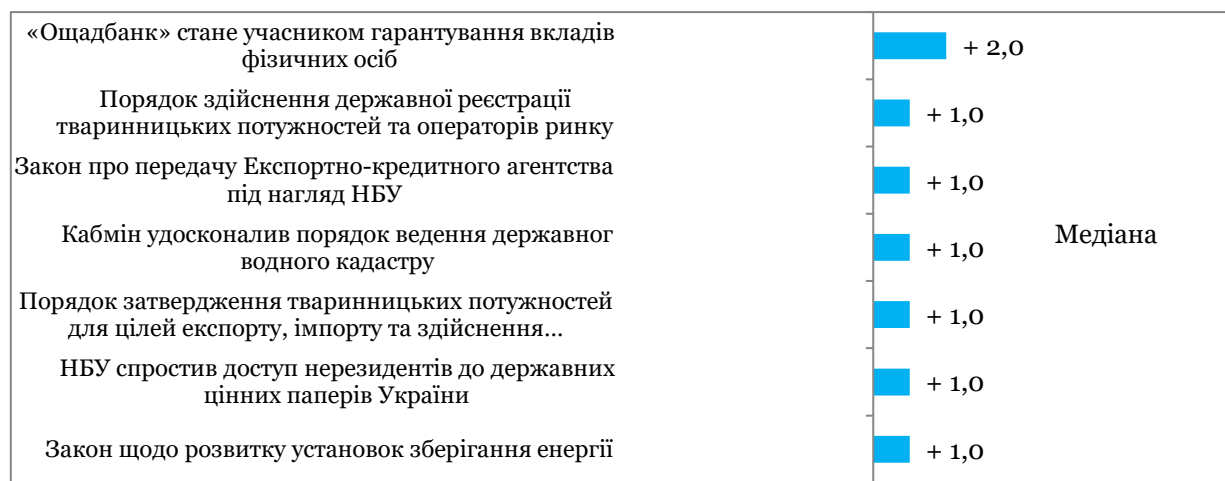 «Ощадбанк» стане учасником гарантування вкладів
фізичних осіб
+ 2,0
Порядок здійснення державної реєстрації
тваринницьких потужностей та операторів ринку
+ 1,0
Закон про передачу Експортно-кредитного агентства
під нагляд НБУ
+ 1,0
Кабмін удосконалив порядок ведення державног
водного кадастру
+ 1,0
Медіана
Порядок затвердження тваринницьких потужностей
для цілей експорту, імпорту та здійснення...
+ 1,0
НБУ спростив доступ нерезидентів до державних
цінних паперів України
+ 1,0
Закон щодо розвитку установок зберігання енергії
+ 1,0